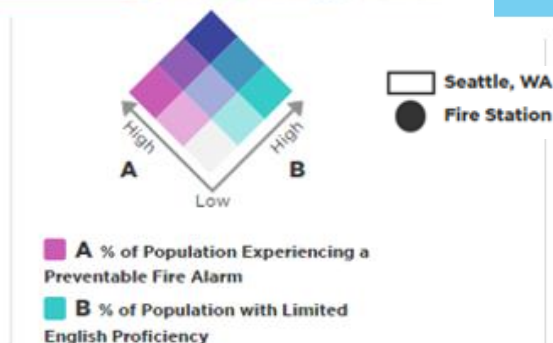 High
High
A
B
Low
Seattle, WA
Fire Station
A % of Population Experiencing a
Preventable Fire Alarm
B % of Population with Limited
English Proficiency